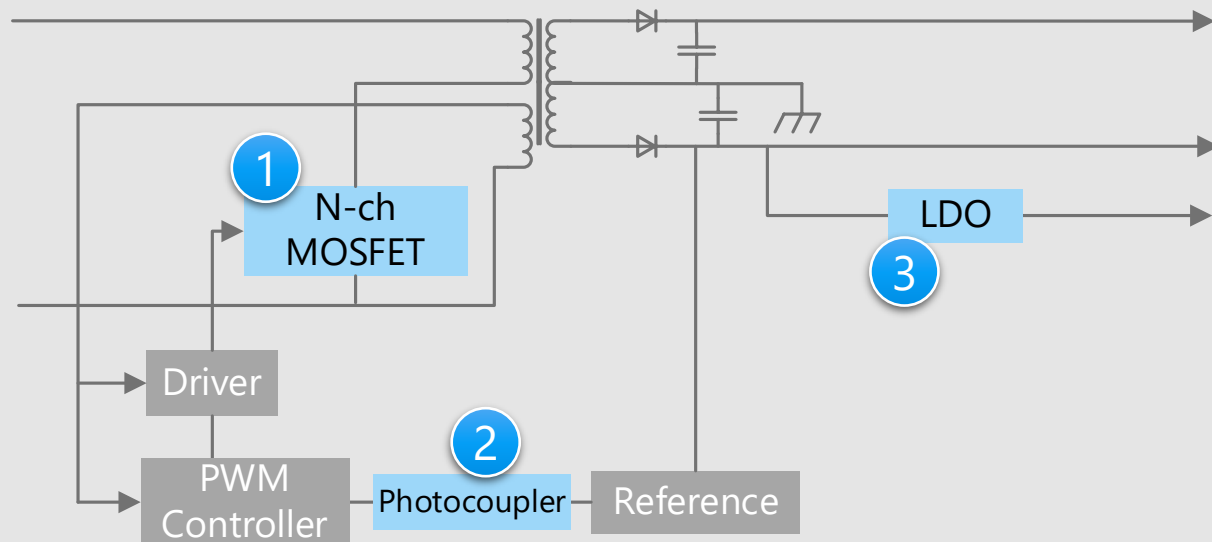 1
N-ch
MOSFET
LDO
3
Driver
2
PWM
Controller
Photocoupler
Reference